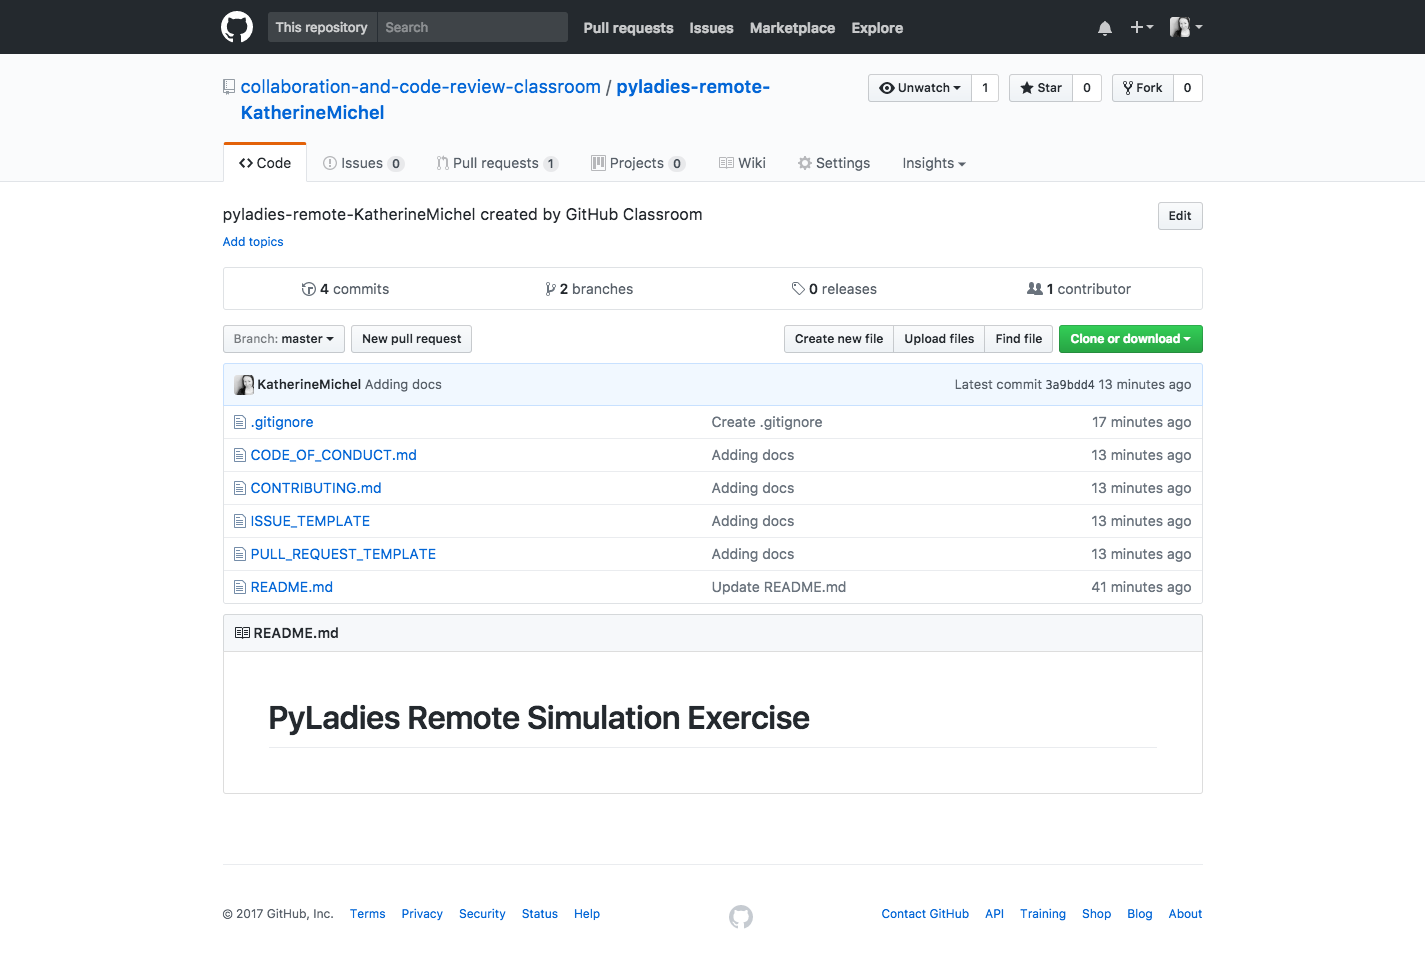 This repository Search Pull requests Issues Marketplace Explore
collaboration-and-code-review-classroom / pyladies-remote-
KatherineMichel
Unwatch 1 Star 0 Fork 0
Code Issues 0 Pull requests 1 Projects 0 Wiki Settings Insights
pyladies-remote-KatherineMichel created by GitHub Classroom
Edit
Add topics
4 commits 2 branches 0 releases 1 contributor
Branch: master New pull request Create new file Upload files Find file Clone or download
KatherineMichel Adding docs Latest commit 3a9bdd4 13 minutes ago
.gitignore Create .gitignore 17 minutes ago
CODE_OF_CONDUCT.md Adding docs 13 minutes ago
CONTRIBUTING.md Adding docs 13 minutes ago
ISSUE_TEMPLATE Adding docs 13 minutes ago
PULL_REQUEST_TEMPLATE Adding docs 13 minutes ago
README.md Update README.md 41 minutes ago
README.md
PyLadies Remote Simulation Exercise
© 2017 GitHub, Inc. Terms Privacy Security Status Help Contact GitHub API Training Shop Blog About